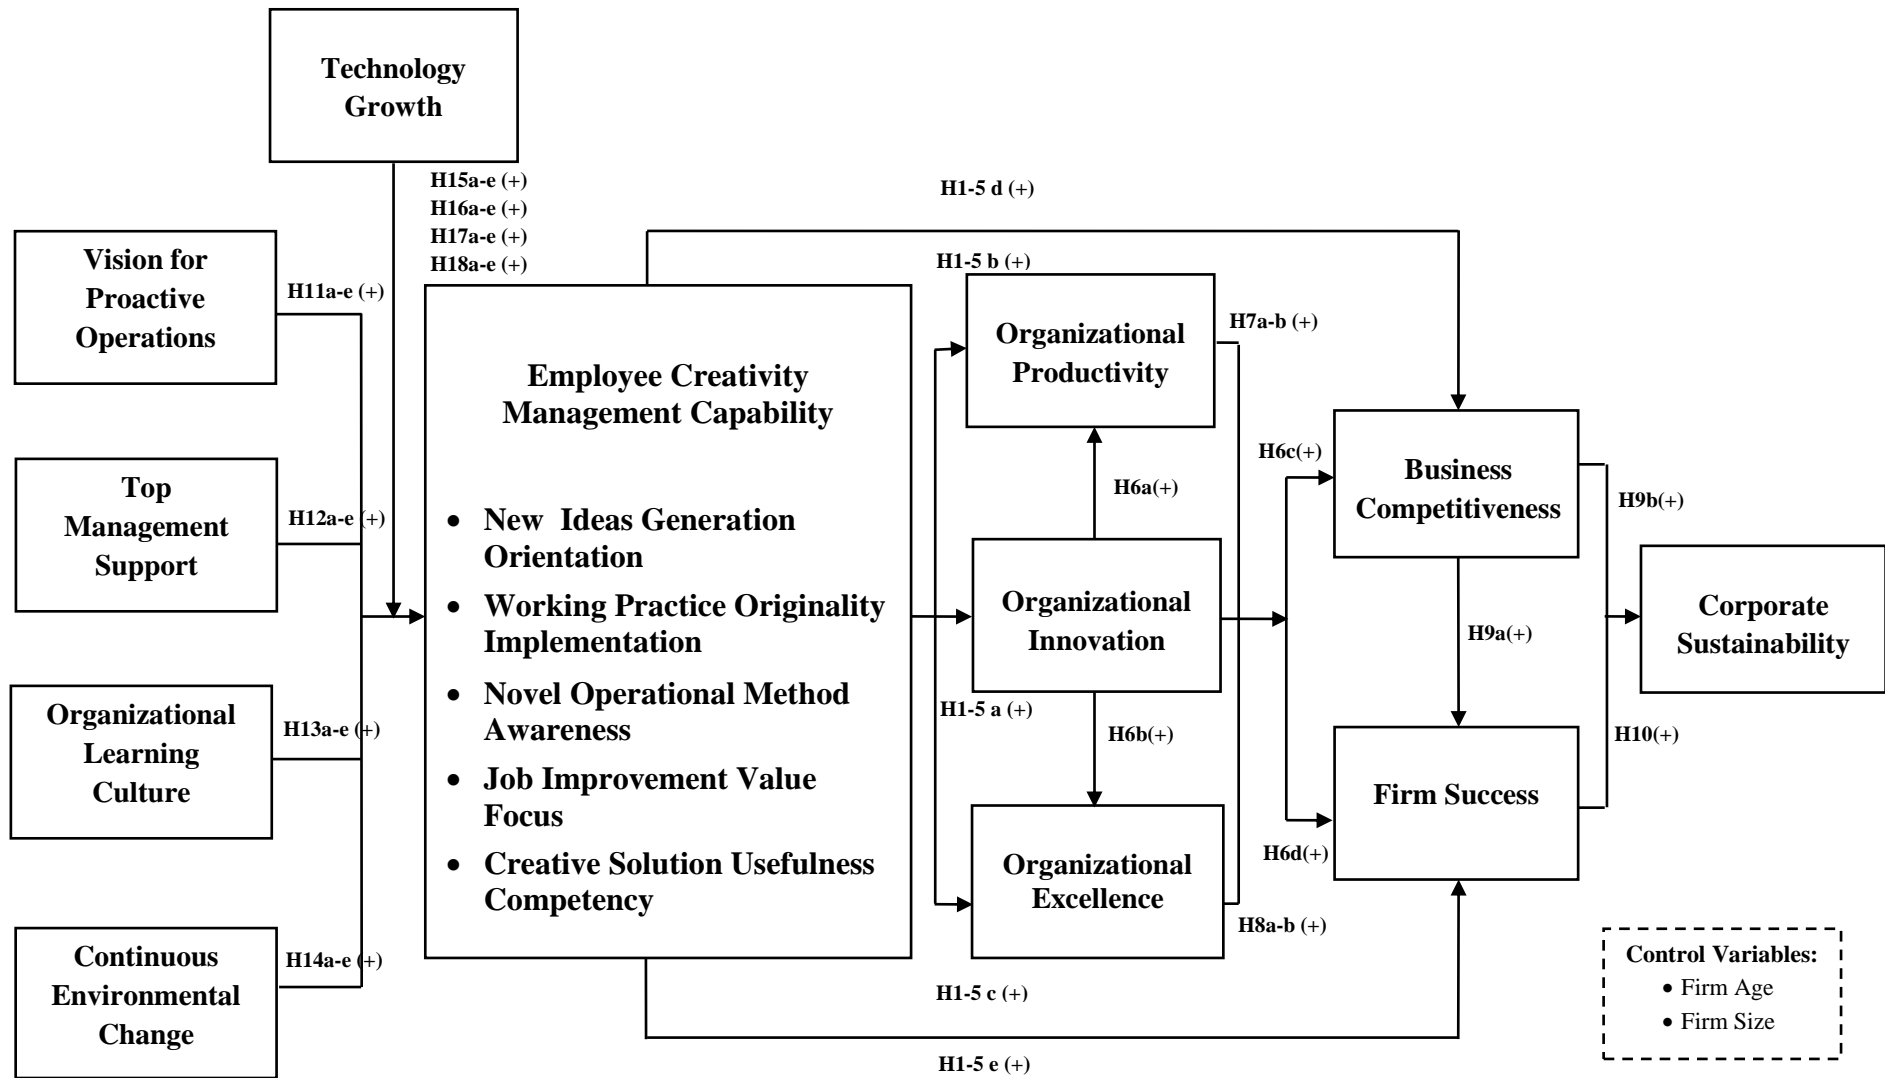 Technology
Growth
H15a-e (+)
H16a-e (+)
H17a-e (+)
H18a-e (+)
H1-5 d (+)
Vision for
Proactive
Operations
H11a-e (+)
Top
Management
Support
H12a-e (+)
Organizational
Learning
Culture
H13a-e (+)
Continuous
Environmental
Change
H14a-e (+)
Employee Creativity
Management Capability
• New Ideas Generation
Orientation
• Working Practice Originality
Implementation
• Novel Operational Method
Awareness
• Job Improvement Value
Focus
• Creative Solution Usefulness
Competency
H1-5 b (+)
Organizational
Productivity
H7a-b (+)
H6a(+)
Organizational
Innovation
H1-5 a (+)
H6b(+)
Organizational
Excellence
H8a-b (+)
H1-5 c (+)
H1-5 e (+)
H6c(+)
Business
Competitiveness
H9a(+)
H9b(+)
Firm Success
H6d(+)
H10(+)
Corporate
Sustainability
Control Variables:
• Firm Age
• Firm Size